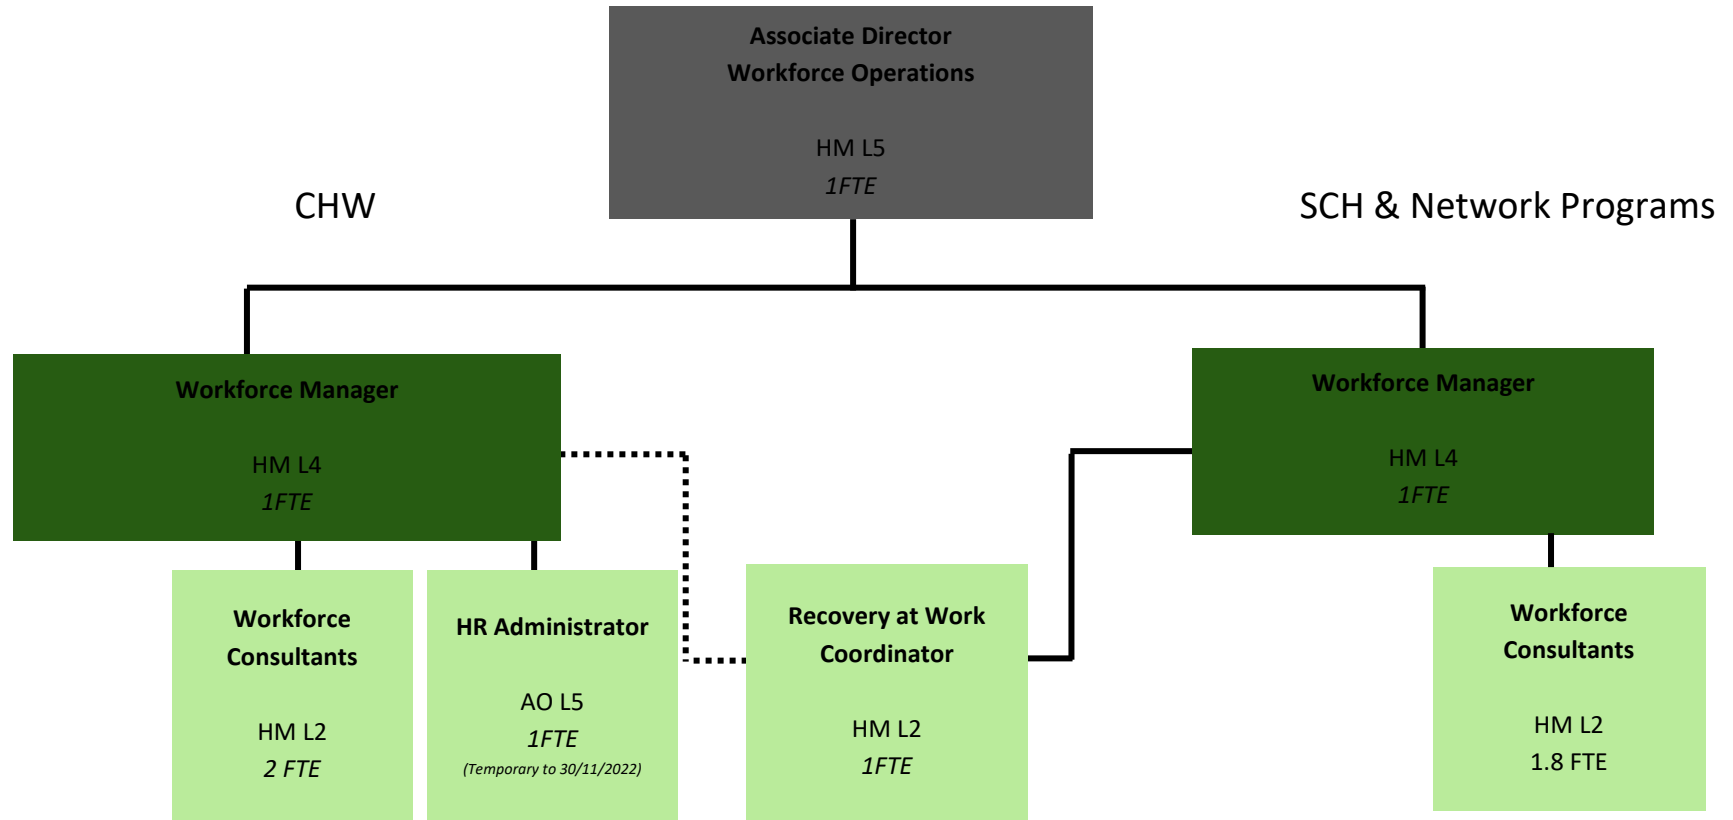 Associate Director
Workforce Operations
HM L5
1FTE
CHW
SCH & Network Programs
Workforce Manager
HM L4
1FTE
Workforce Manager
HM L4
1FTE
Workforce
Consultants
HM L2
2 FTE
HR Administrator
AO L5
1FTE
(Temporary to 30/11/2022)
Recovery at Work
Coordinator
HM L2
1FTE
Workforce
Consultants
HM L2
1.8 FTE